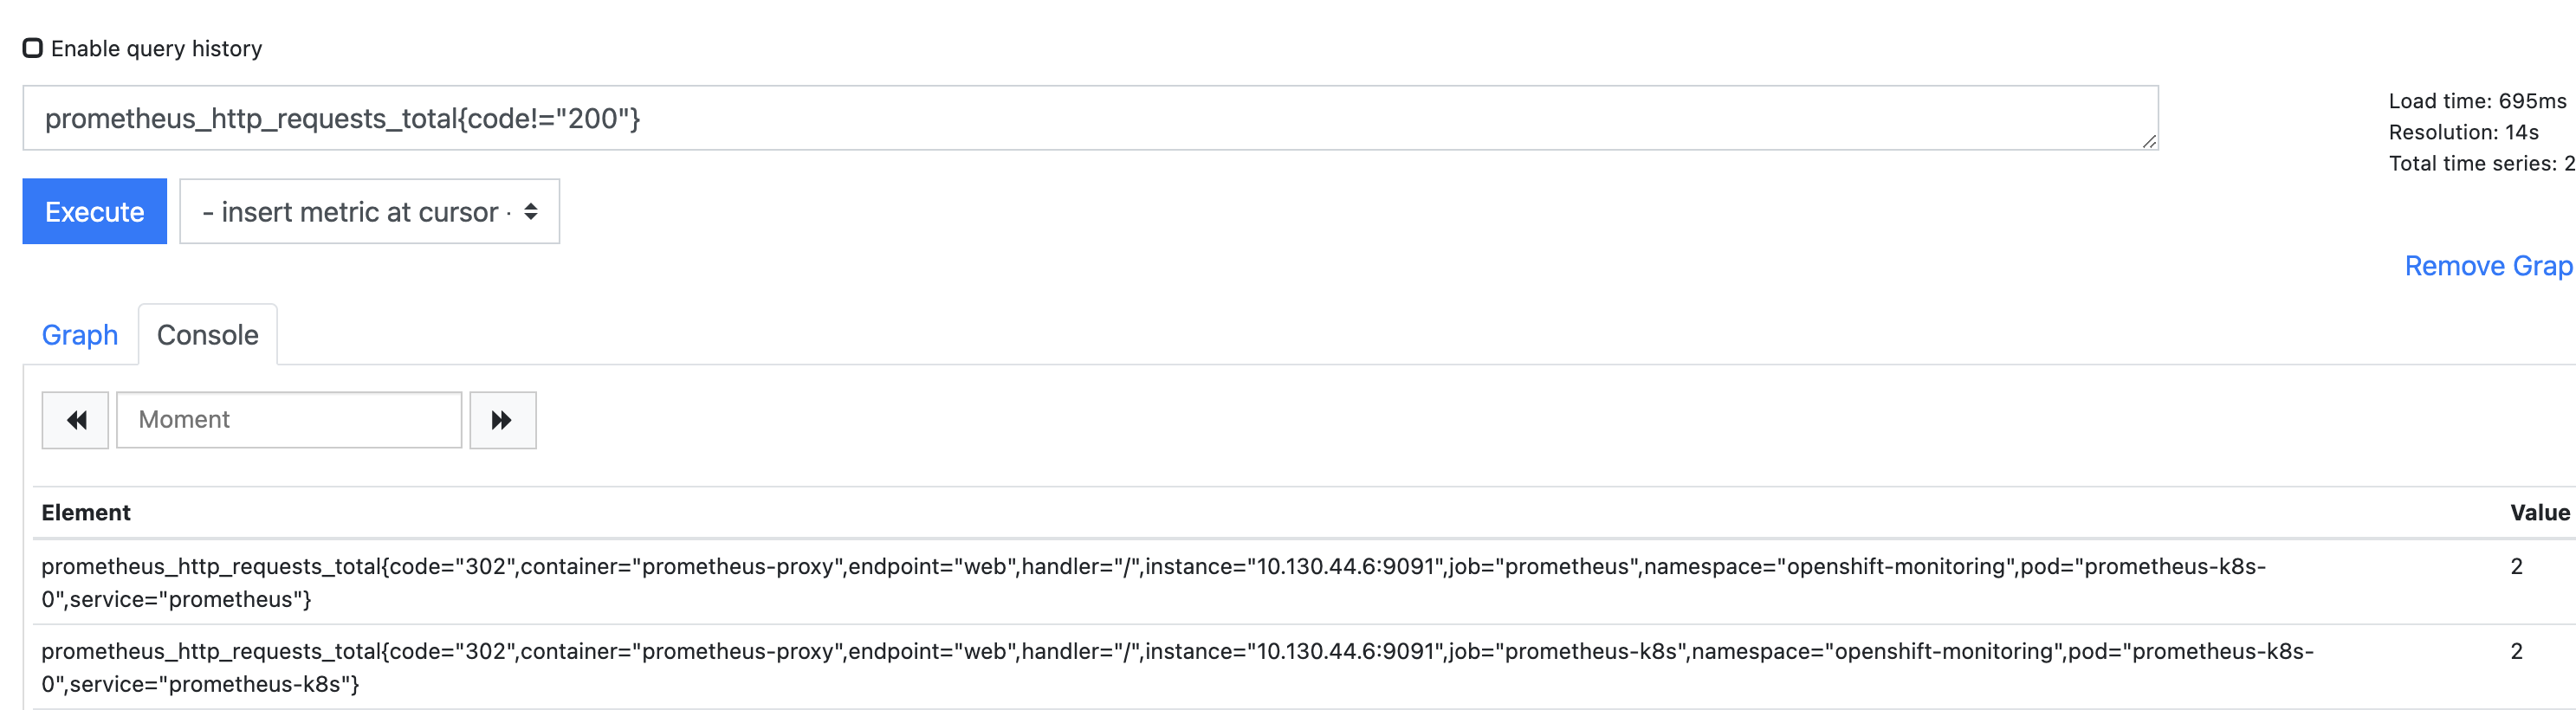 Enable query history
prometheus_http_requests_total{code!="200"}
Load time: 695ms
Resolution: 14s
Total time series: 2
Execute
- insert metric at cursor -
Remove Grap
Graph
Console
Moment
Element Value
prometheus_http_requests_total{code="302",container="prometheus-proxy",endpoint="web",handler="/",instance="10.130.44.6:9091",job="prometheus",namespace="openshift-monitoring",pod="prometheus-k8s- 2
0",service="prometheus"}
prometheus_http_requests_total{code="302",container="prometheus-proxy",endpoint="web",handler="/",instance="10.130.44.6:9091",job="prometheus-k8s",namespace="openshift-monitoring",pod="prometheus-k8s- 2
0",service="prometheus-k8s"}